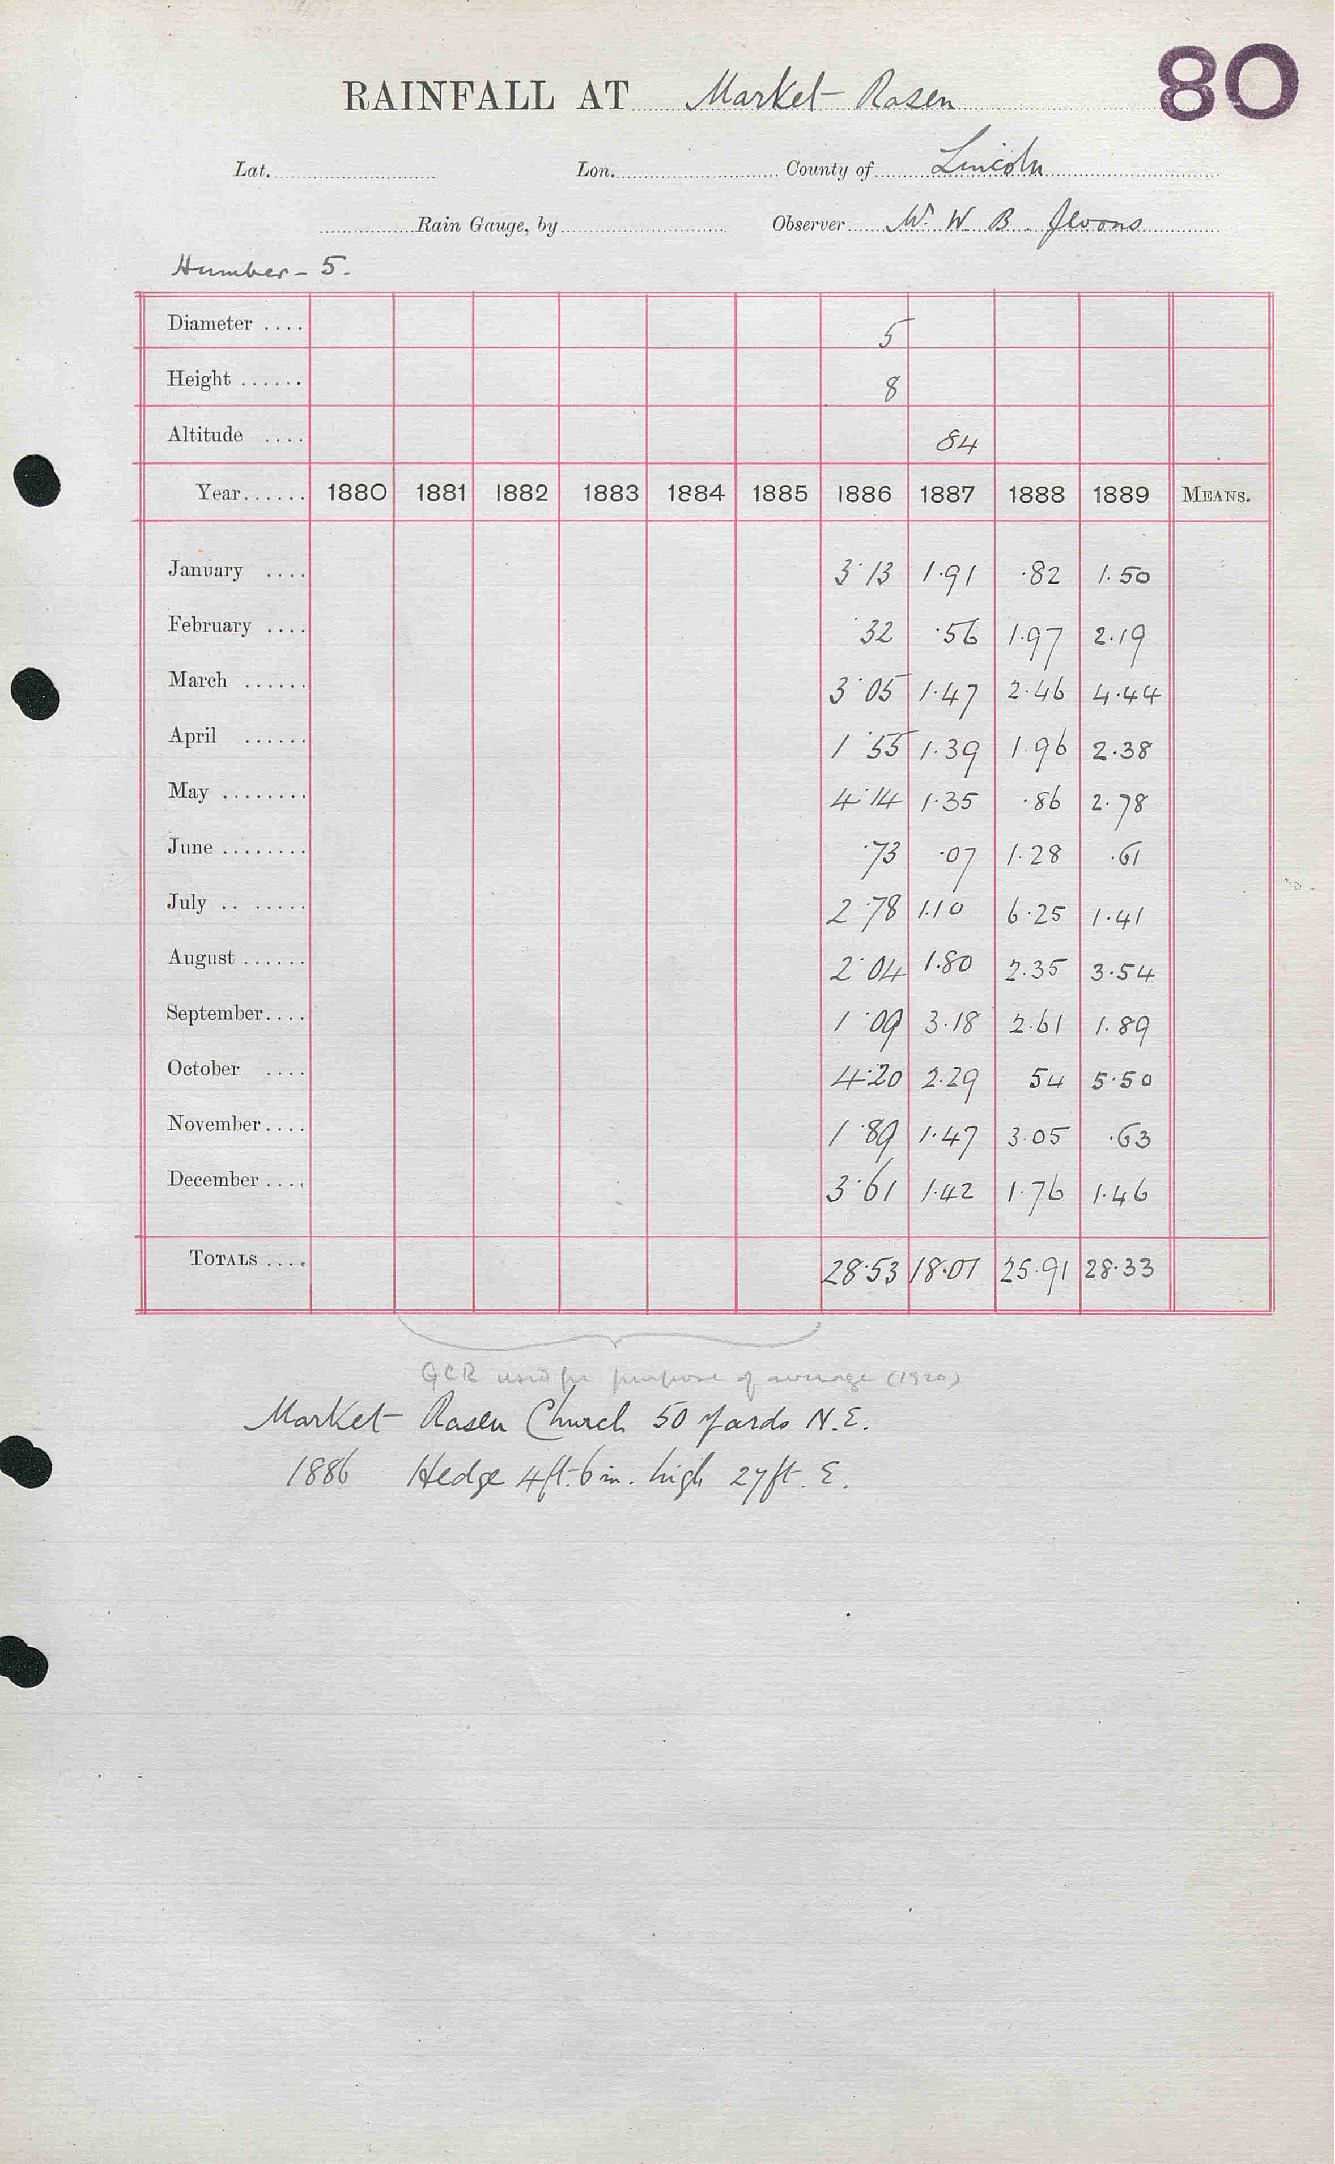 80
RAINFALL AT Market Rasen
Lat. Lon. County of Lincoln
Rain Gauge, by Observer W. W. B. Jevons
Humber - 5.
Diameter .... 5
Height ...... 8
Altitude .... 84
Year...... 1880 1881 1882 1883 1884 1885 1886 1887 1888 1889 MEANS.
January .... 3·13 1·91 ·82 1·50
February .... ·32 ·56 1·97 2·19
March ...... 3·05 1·47 2·46 4·44
April ...... 1·55 1·39 1·96 2·38
May ........ 4·14 1·35 ·86 2·78
June ........ ·73 ·07 1·28 ·61
July .. ..... 2·78 1·10 6·25 1·41
August ...... 2·04 1·80 2·35 3·54
September.... 1·09 3·18 2·61 1·89
October .... 4·20 2·29 54 5·50
November.... 1·89 1·47 3·05 ·63
December .... 3·61 1·42 1·76 1·46
TOTALS .... 28·53 18·01 25·91 28·33
GCR used for purpose of average (1920)
Market Rasen Church 50 yards N.E.
1886 Hedge 4ft. 6 in. high 27ft. E.